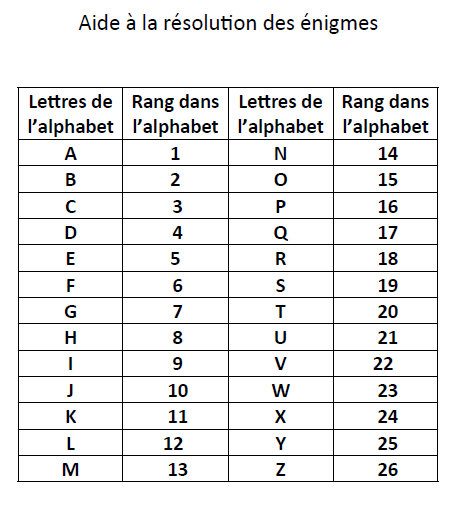 Aide à la résolution des énigmes
Lettres de l'alphabet Rang dans l'alphabet Lettres de l'alphabet Rang dans l'alphabet
A 1 N 14
B 2 O 15
C 3 P 16
D 4 Q 17
E 5 R 18
F 6 S 19
G 7 T 20
H 8 U 21
I 9 V 22
J 10 W 23
K 11 X 24
L 12 Y 25
M 13 Z 26